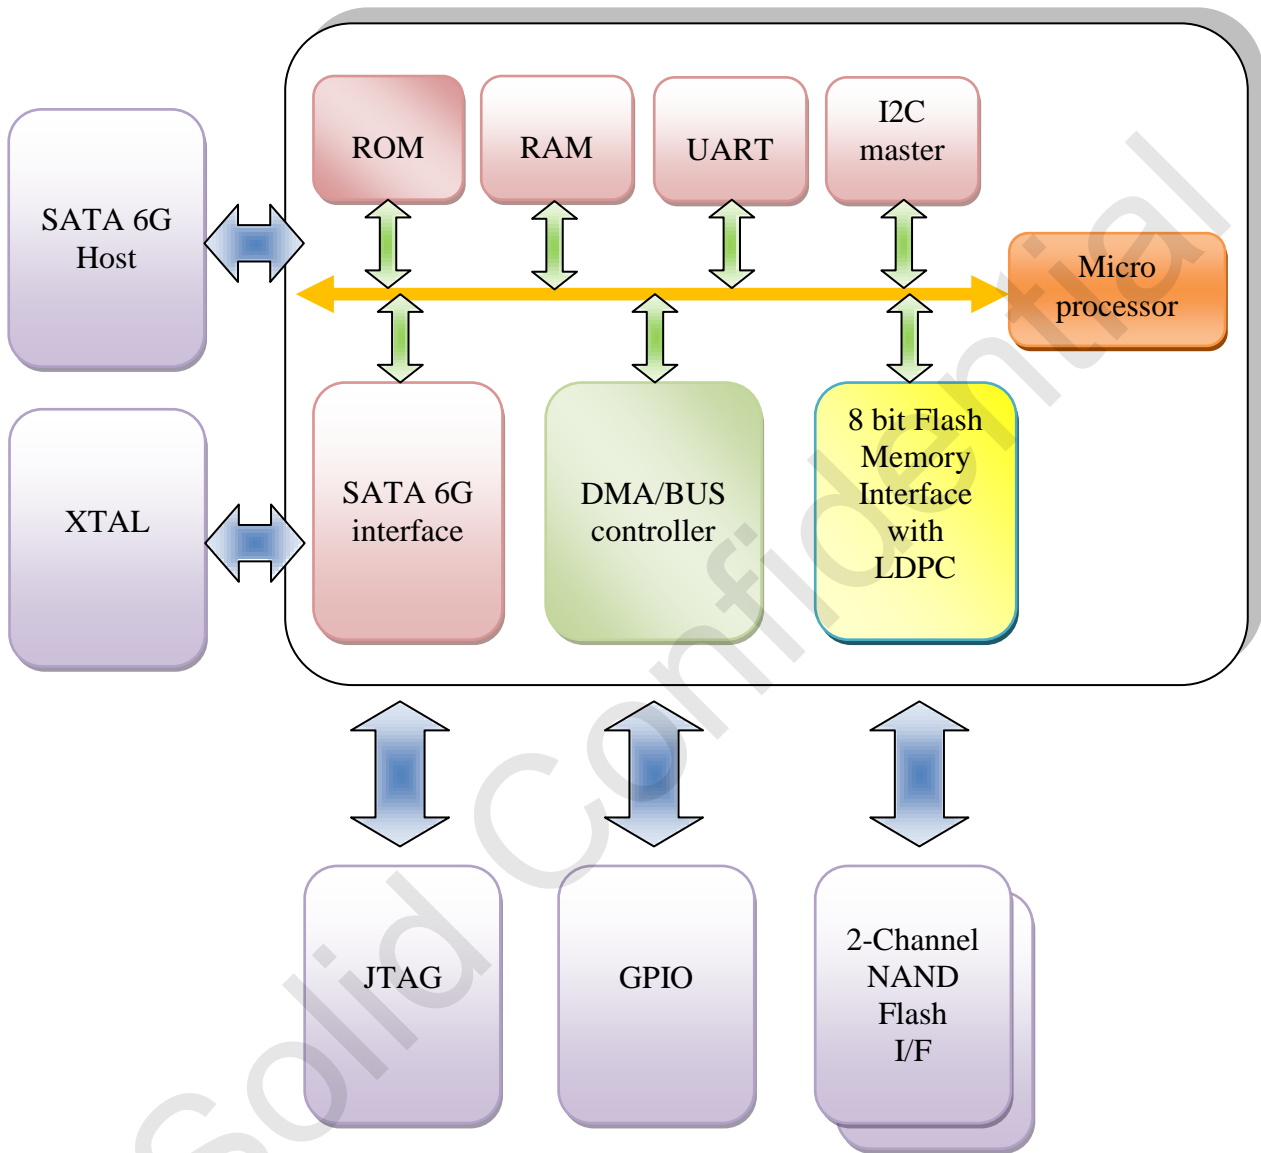 ROM
RAM
UART
I2C
master
SATA 6G
Host
Micro
processor
XTAL
SATA 6G
interface
DMA/BUS
controller
8 bit Flash
Memory
Interface
with
LDPC
JTAG
GPIO
2-Channel
NAND
Flash
I/F
Solid Confidential